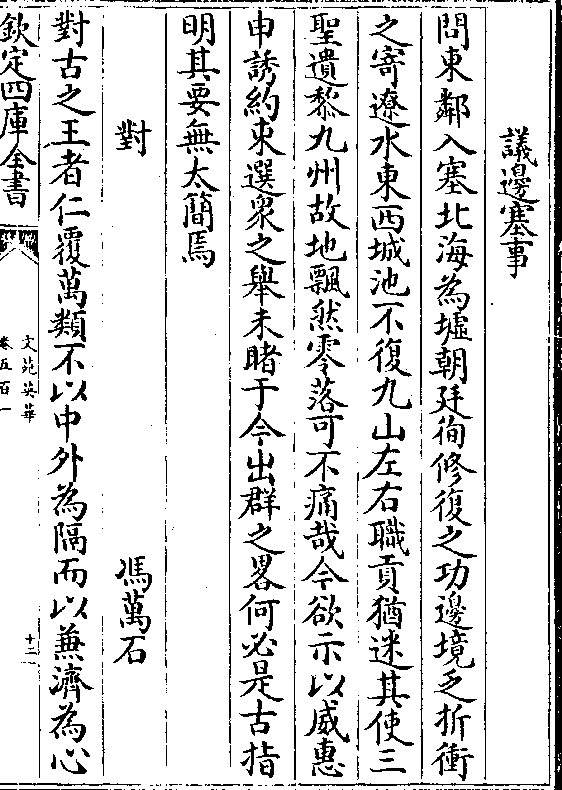 議邊塞事
問東鄰入塞北海為墟朝廷徇修復之功邊境乏折衝
之寄遼水東西城池不復九山左右職貢猶迷其使三
聖遺黎九州故地飄然零落可不痛哉今欲示以威惠
申誘約束選衆之舉未睹于今出群之畧何必是古指
明其要無太簡焉
對　馮萬石
對古之王者仁覆萬類不以中外為隔而以兼濟為心
欽定四庫全書
文苑英華
卷五百一
十二